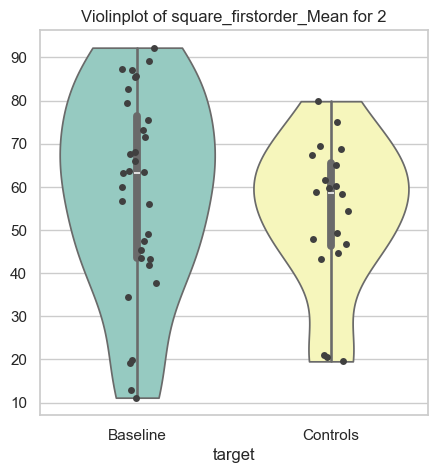 Violinplot of square_firstorder_Mean for 2
90
80
70
60
50
40
30
20
10
Baseline
Controls
target